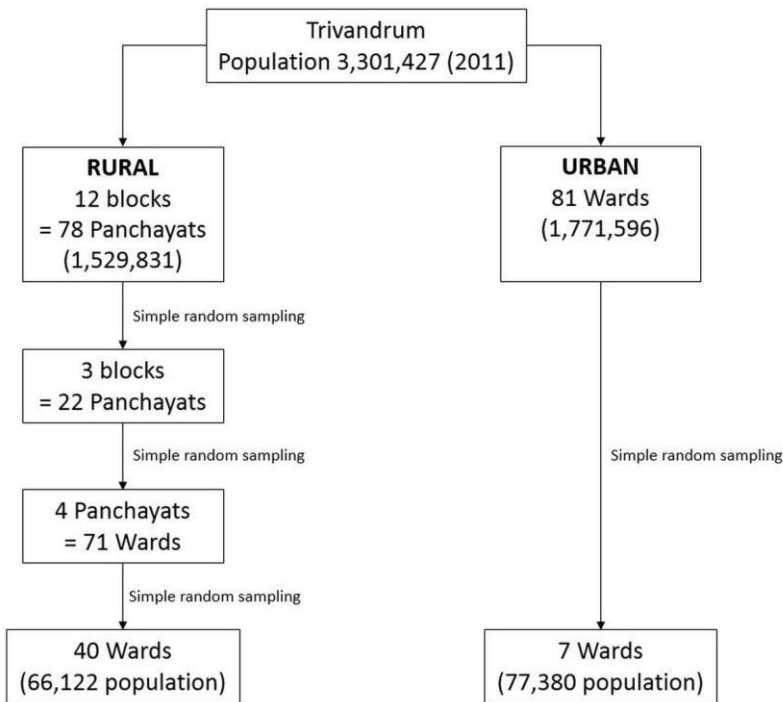 Trivandrum
Population 3,301,427 (2011)
RURAL
12 blocks
= 78 Panchayats
(1,529,831)
URBAN
81 Wards
(1,771,596)
Simple random sampling
3 blocks
= 22 Panchayats
Simple random sampling
Simple random sampling
4 Panchayats
= 71 Wards
Simple random sampling
40 Wards
(66,122 population)
7 Wards
(77,380 population)